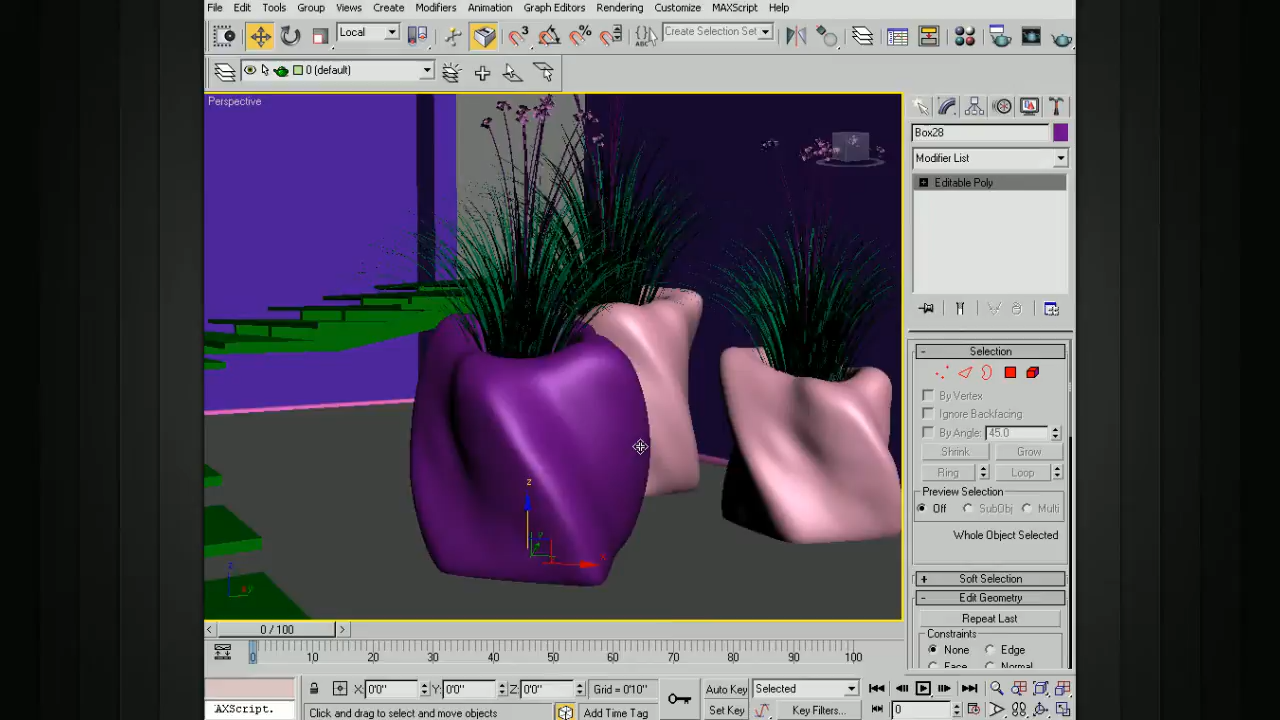 File Edit Tools Group Views Create Modifiers Animation Graph Editors Rendering Customize MAXScript Help
Local
3
%
ABC
Create Selection Set
0 (default)
Perspective
Box28
Modifier List
Editable Poly
Selection
By Vertex
Ignore Backfacing
By Angle: 45.0
Shrink Grow
Ring Loop
Preview Selection
Off SubObj Multi
Whole Object Selected
z
y
x
Soft Selection
Edit Geometry
Repeat Last
Constraints
None Edge
Face Normal
0 / 100
0 10 20 30 40 50 60 70 80 90 100
X: 0'0" Y: 0'0" Z: 0'0" Grid = 0'10" Auto Key Selected
AXScript. Click and drag to select and move objects Add Time Tag Set Key Key Filters... 0